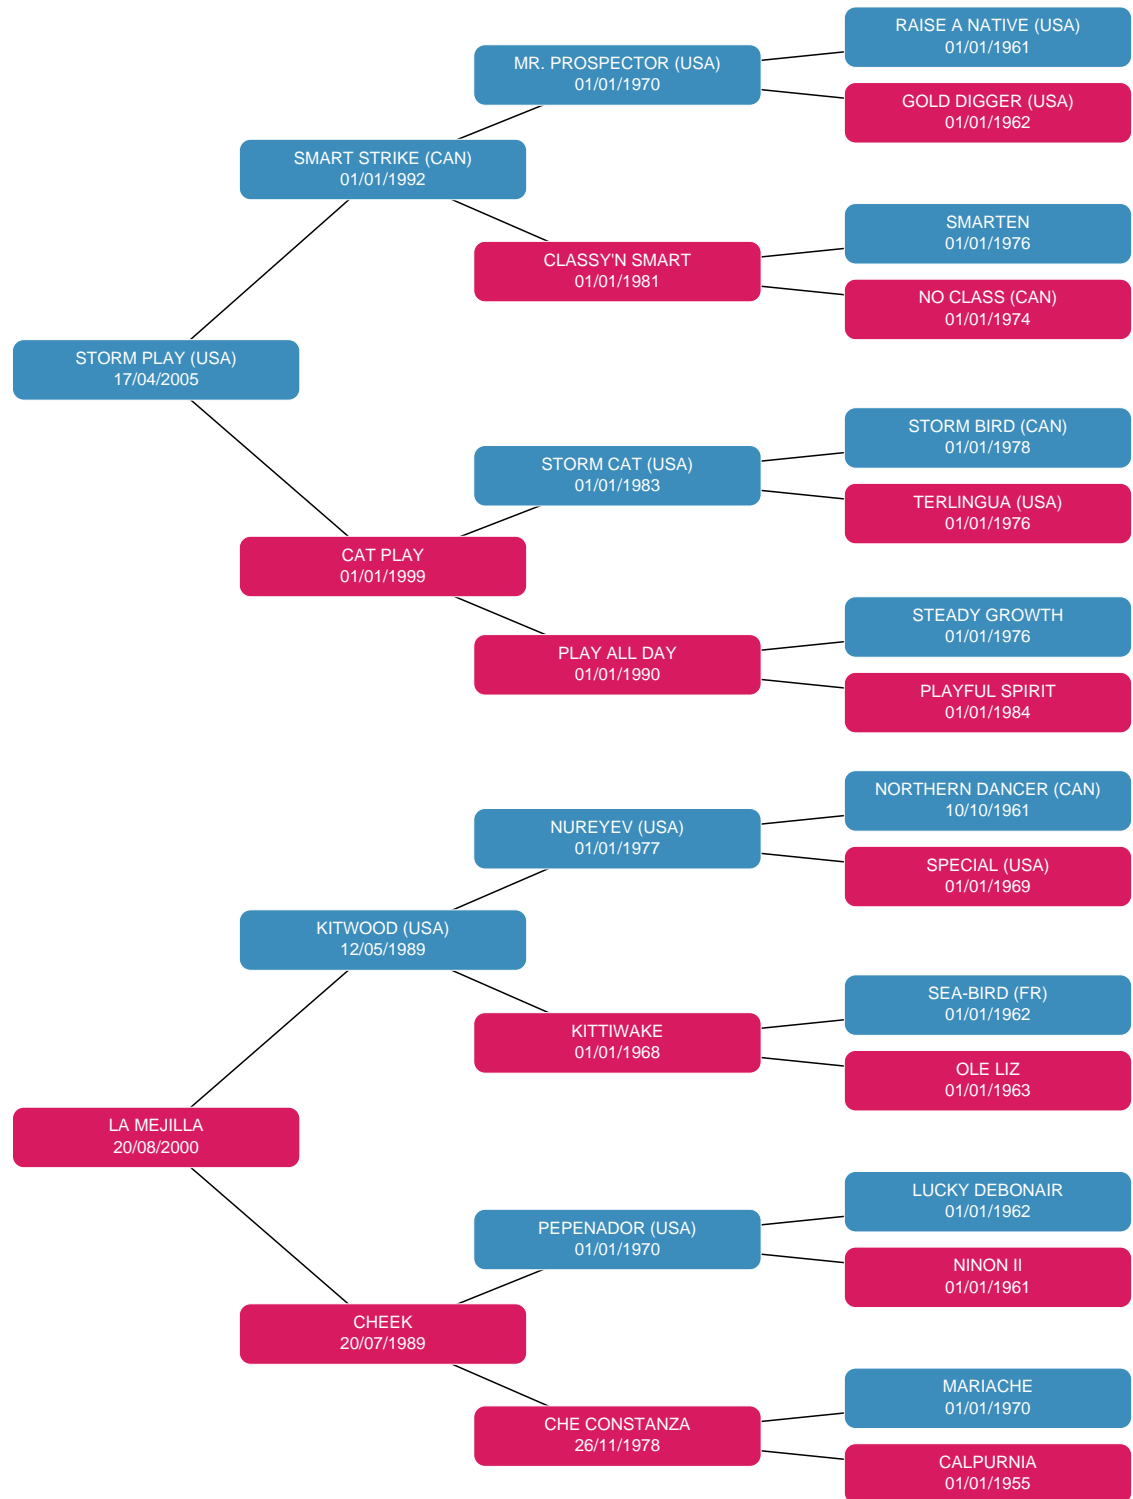 RAISE A NATIVE (USA)
01/01/1961
MR. PROSPECTOR (USA)
01/01/1970
GOLD DIGGER (USA)
01/01/1962
SMART STRIKE (CAN)
01/01/1992
SMARTEN
01/01/1976
CLASSY'N SMART
01/01/1981
NO CLASS (CAN)
01/01/1974
STORM PLAY (USA)
17/04/2005
STORM BIRD (CAN)
01/01/1978
STORM CAT (USA)
01/01/1983
TERLINGUA (USA)
01/01/1976
CAT PLAY
01/01/1999
STEADY GROWTH
01/01/1976
PLAY ALL DAY
01/01/1990
PLAYFUL SPIRIT
01/01/1984
NORTHERN DANCER (CAN)
10/10/1961
NUREYEV (USA)
01/01/1977
SPECIAL (USA)
01/01/1969
KITWOOD (USA)
12/05/1989
SEA-BIRD (FR)
01/01/1962
KITTIWAKE
01/01/1968
OLE LIZ
01/01/1963
LA MEJILLA
20/08/2000
LUCKY DEBONAIR
01/01/1962
PEPENADOR (USA)
01/01/1970
NINON II
01/01/1961
CHEEK
20/07/1989
MARIACHE
01/01/1970
CHE CONSTANZA
26/11/1978
CALPURNIA
01/01/1955